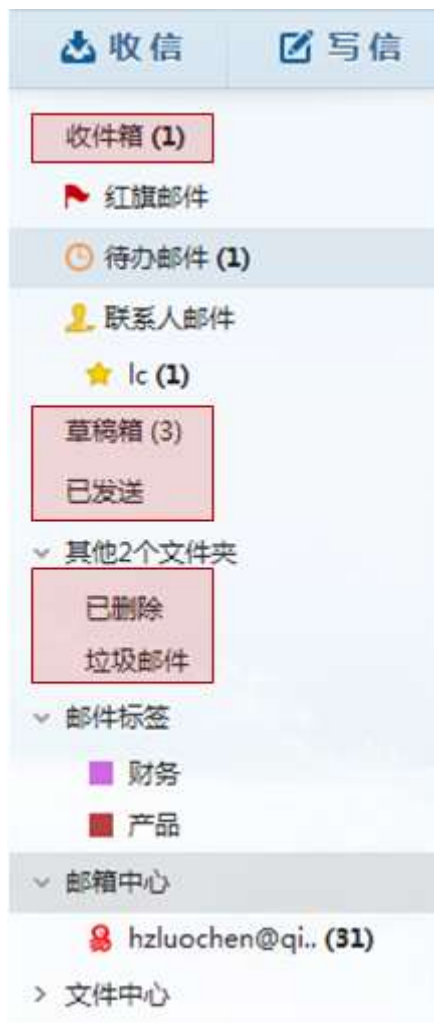 收信 写信
收件箱 (1)
红旗邮件
待办邮件 (1)
联系人邮件
lc (1)
草稿箱 (3)
已发送
其他2个文件夹
已删除
垃圾邮件
邮件标签
财务
产品
邮箱中心
hzluochen@qi.. (31)
文件中心